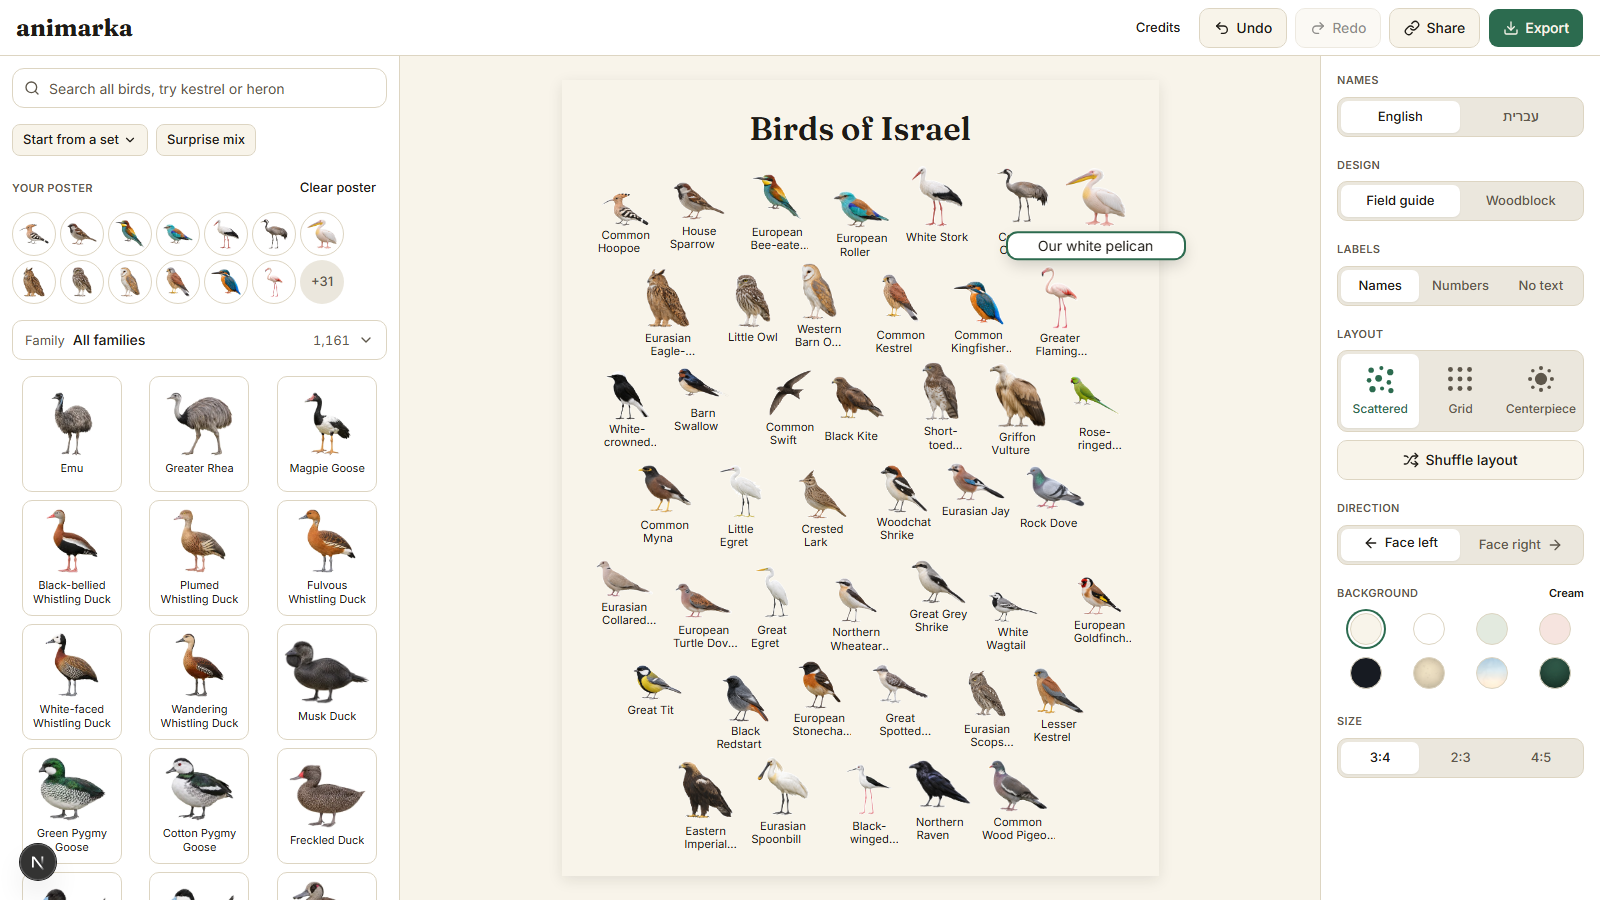 animarka
Credits
Undo
Redo
Share
Export
Search all birds, try kestrel or heron
Start from a set
Surprise mix
YOUR POSTER
Clear poster
+31
Family All families 1,161
Emu
Greater Rhea
Magpie Goose
Black-bellied
Whistling Duck
Plumed
Whistling Duck
Fulvous
Whistling Duck
White-faced
Whistling Duck
Wandering
Whistling Duck
Musk Duck
Green Pygmy
Goose
Cotton Pygmy
Goose
Freckled Duck
N
Birds of Israel
Common
Hoopoe
House
Sparrow
European
Bee-eate...
European
Roller
White Stork
Our white pelican
Eurasian
Eagle-...
Little Owl
Western
Barn O...
Common
Kestrel
Common
Kingfisher..
Greater
Flaming...
White-
crowned..
Barn
Swallow
Common
Swift
Black Kite
Short-
toed...
Griffon
Vulture
Rose-
ringed...
Common
Myna
Little
Egret
Crested
Lark
Woodchat
Shrike
Eurasian Jay
Rock Dove
Eurasian
Collared...
European
Turtle Dov...
Great
Egret
Northern
Wheatear..
Great Grey
Shrike
White
Wagtail
European
Goldfinch..
Great Tit
Black
Redstart
European
Stonecha...
Great
Spotted...
Eurasian
Scops...
Lesser
Kestrel
Eastern
Imperial...
Eurasian
Spoonbill
Black-
winged...
Northern
Raven
Common
Wood Pigeo...
NAMES
English
עברית
DESIGN
Field guide
Woodblock
LABELS
Names
Numbers
No text
LAYOUT
Scattered
Grid
Centerpiece
Shuffle layout
DIRECTION
← Face left
Face right →
BACKGROUND
Cream
SIZE
3:4
2:3
4:5